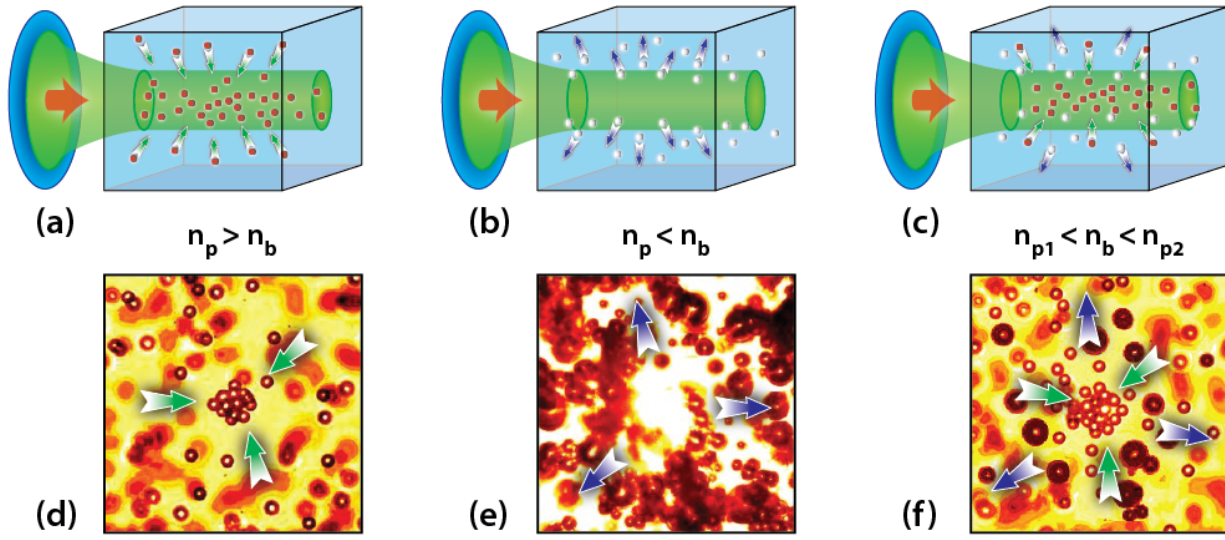 (a) (b) (c)
n_p > n_b n_p < n_b n_p1 < n_b < n_p2
(d) (e) (f)